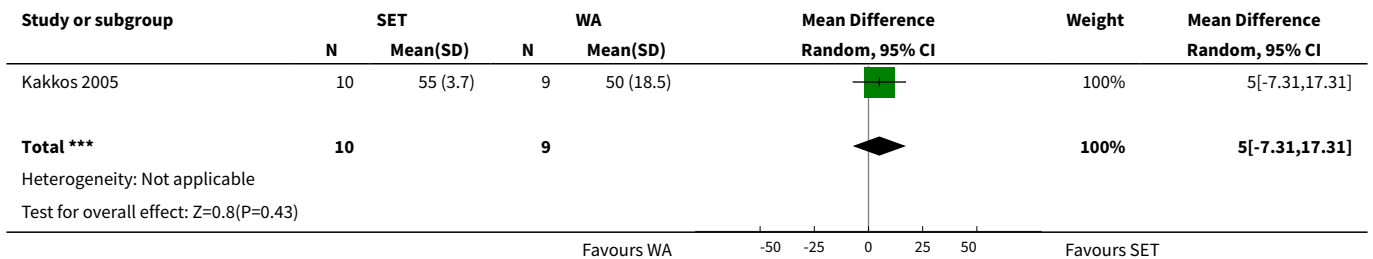 Study or subgroup SET WA Mean Difference Weight Mean Difference
N Mean(SD) N Mean(SD) Random, 95% CI Random, 95% CI
Kakkos 2005 10 55 (3.7) 9 50 (18.5) 100% 5[-7.31,17.31]
Total *** 10 9 100% 5[-7.31,17.31]
Heterogeneity: Not applicable
Test for overall effect: Z=0.8(P=0.43)
Favours WA -50 -25 0 25 50 Favours SET